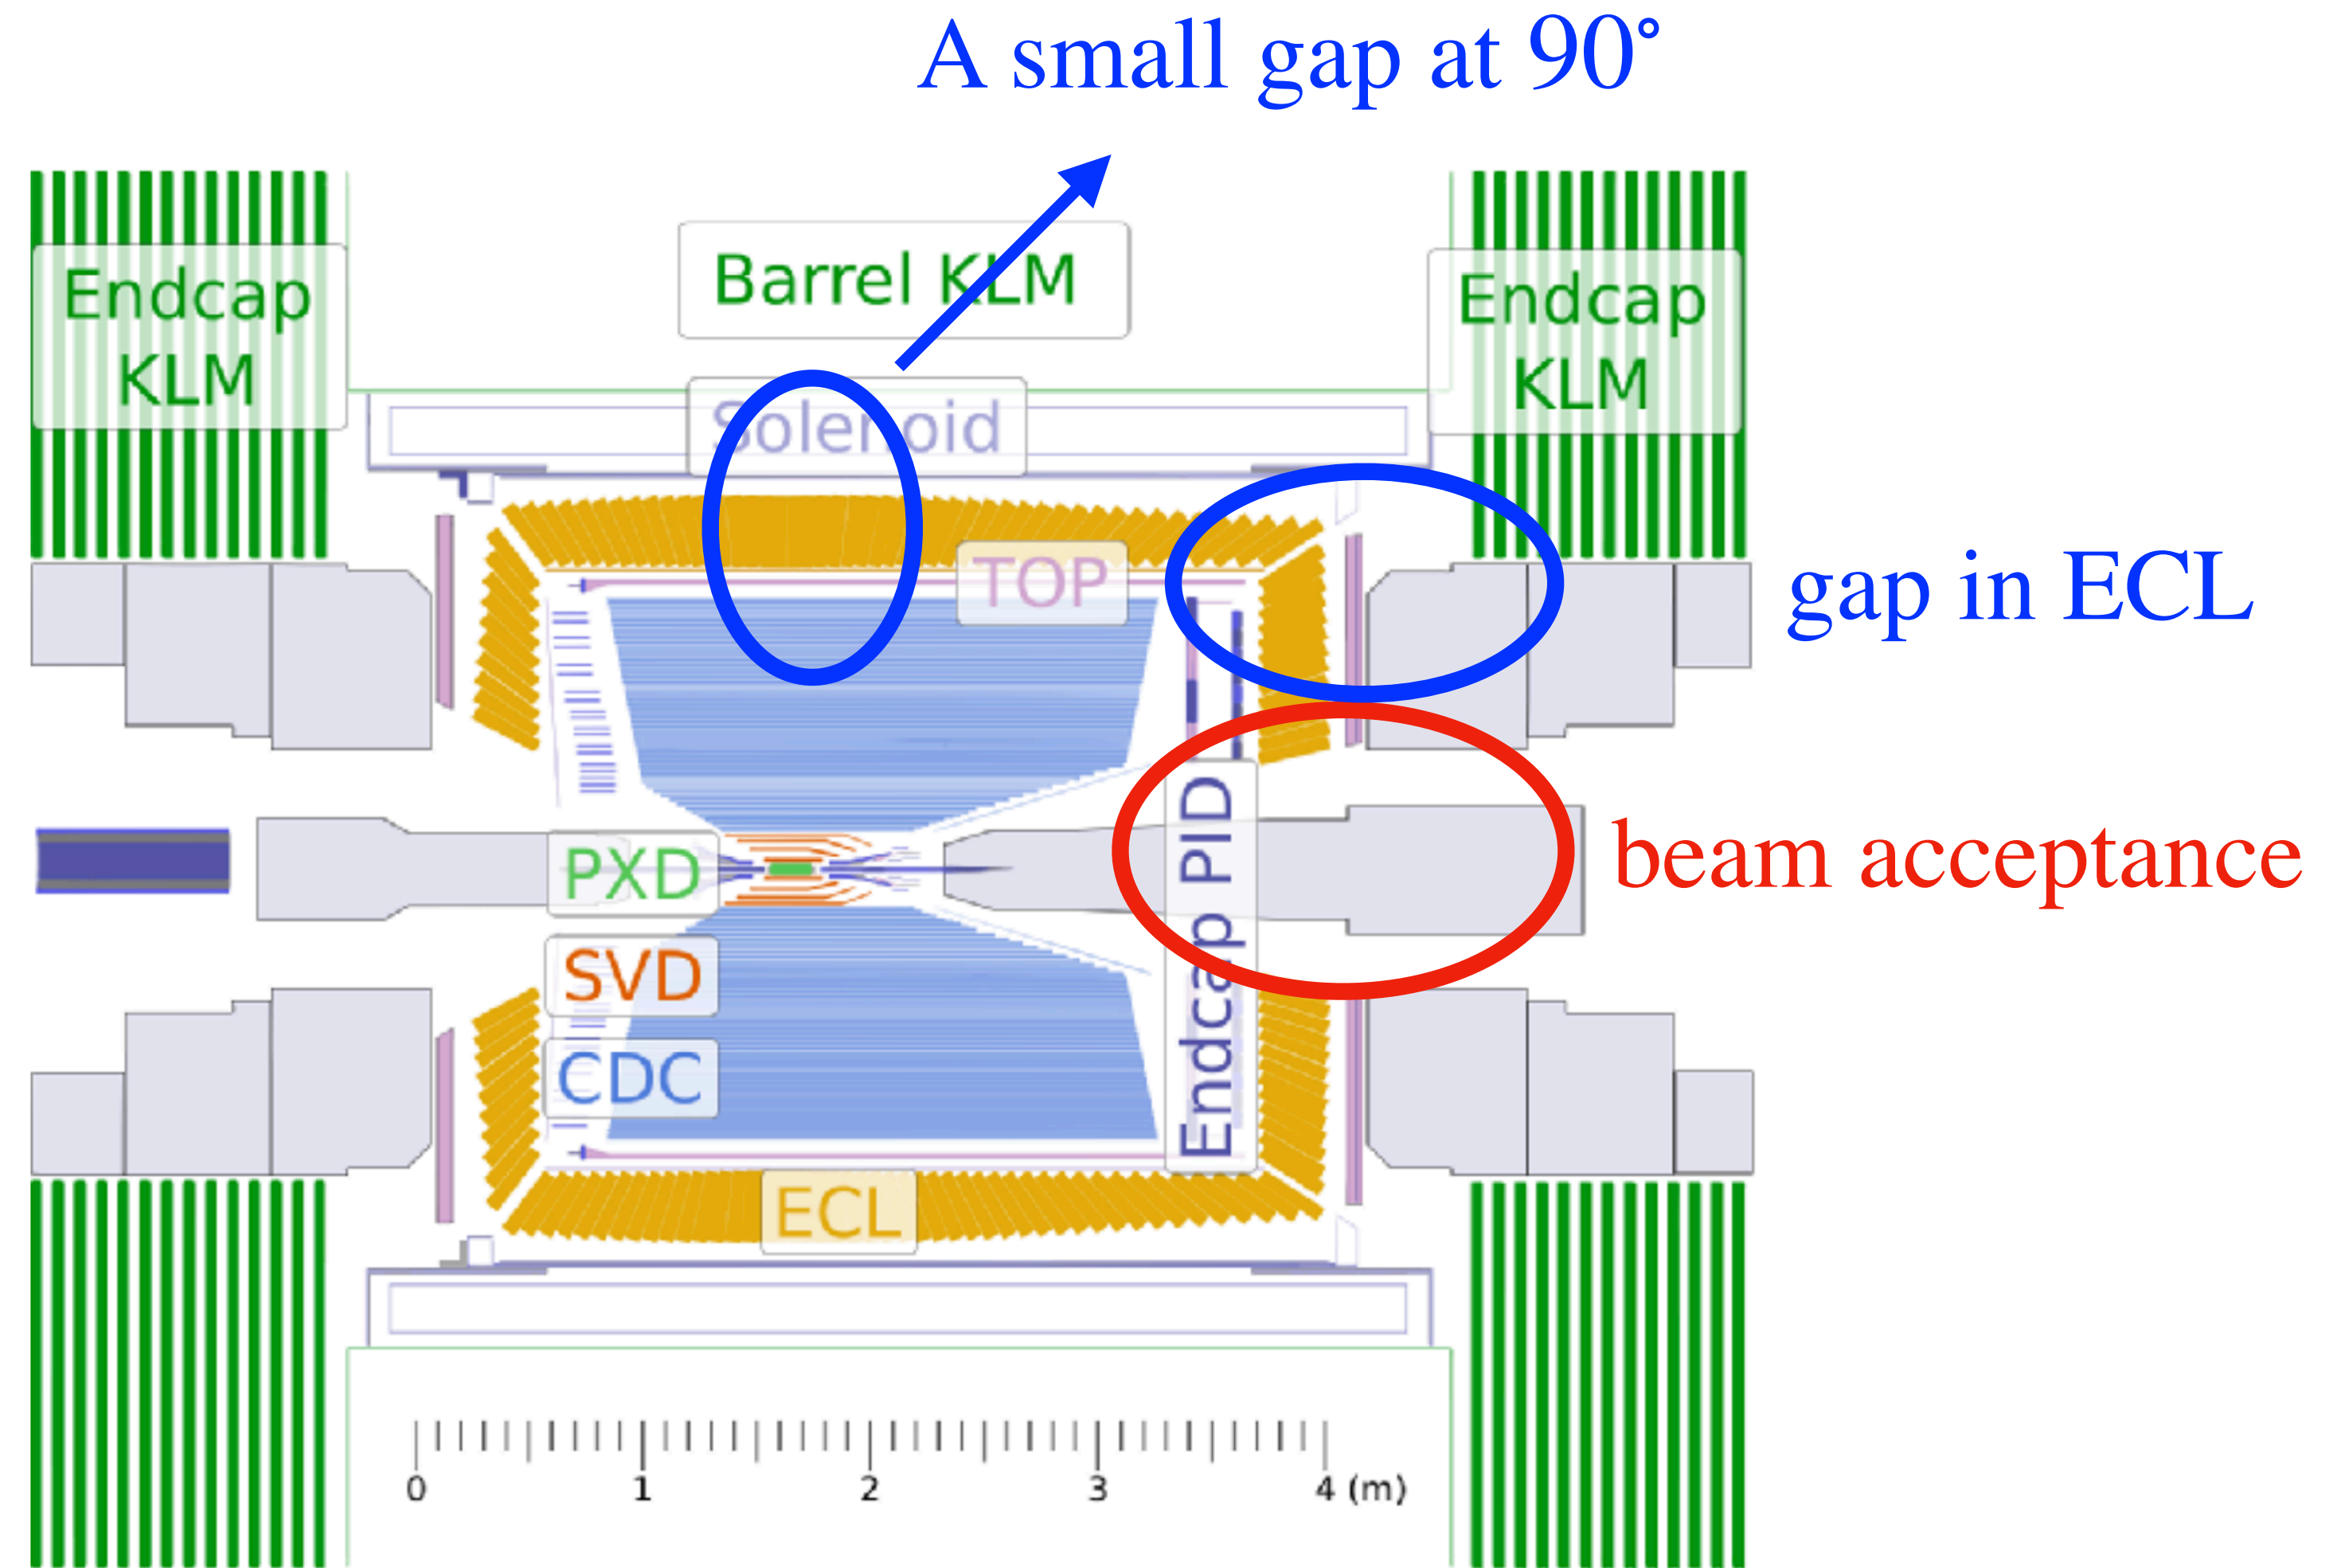 A small gap at 90°
Barrel KLM
Endcap
KLM
Endcap
KLM
Solenoid
TOP
gap in ECL
PXD
beam acceptance
SVD
CDC
Endcap PID
ECL
0 1 2 3 4 (m)